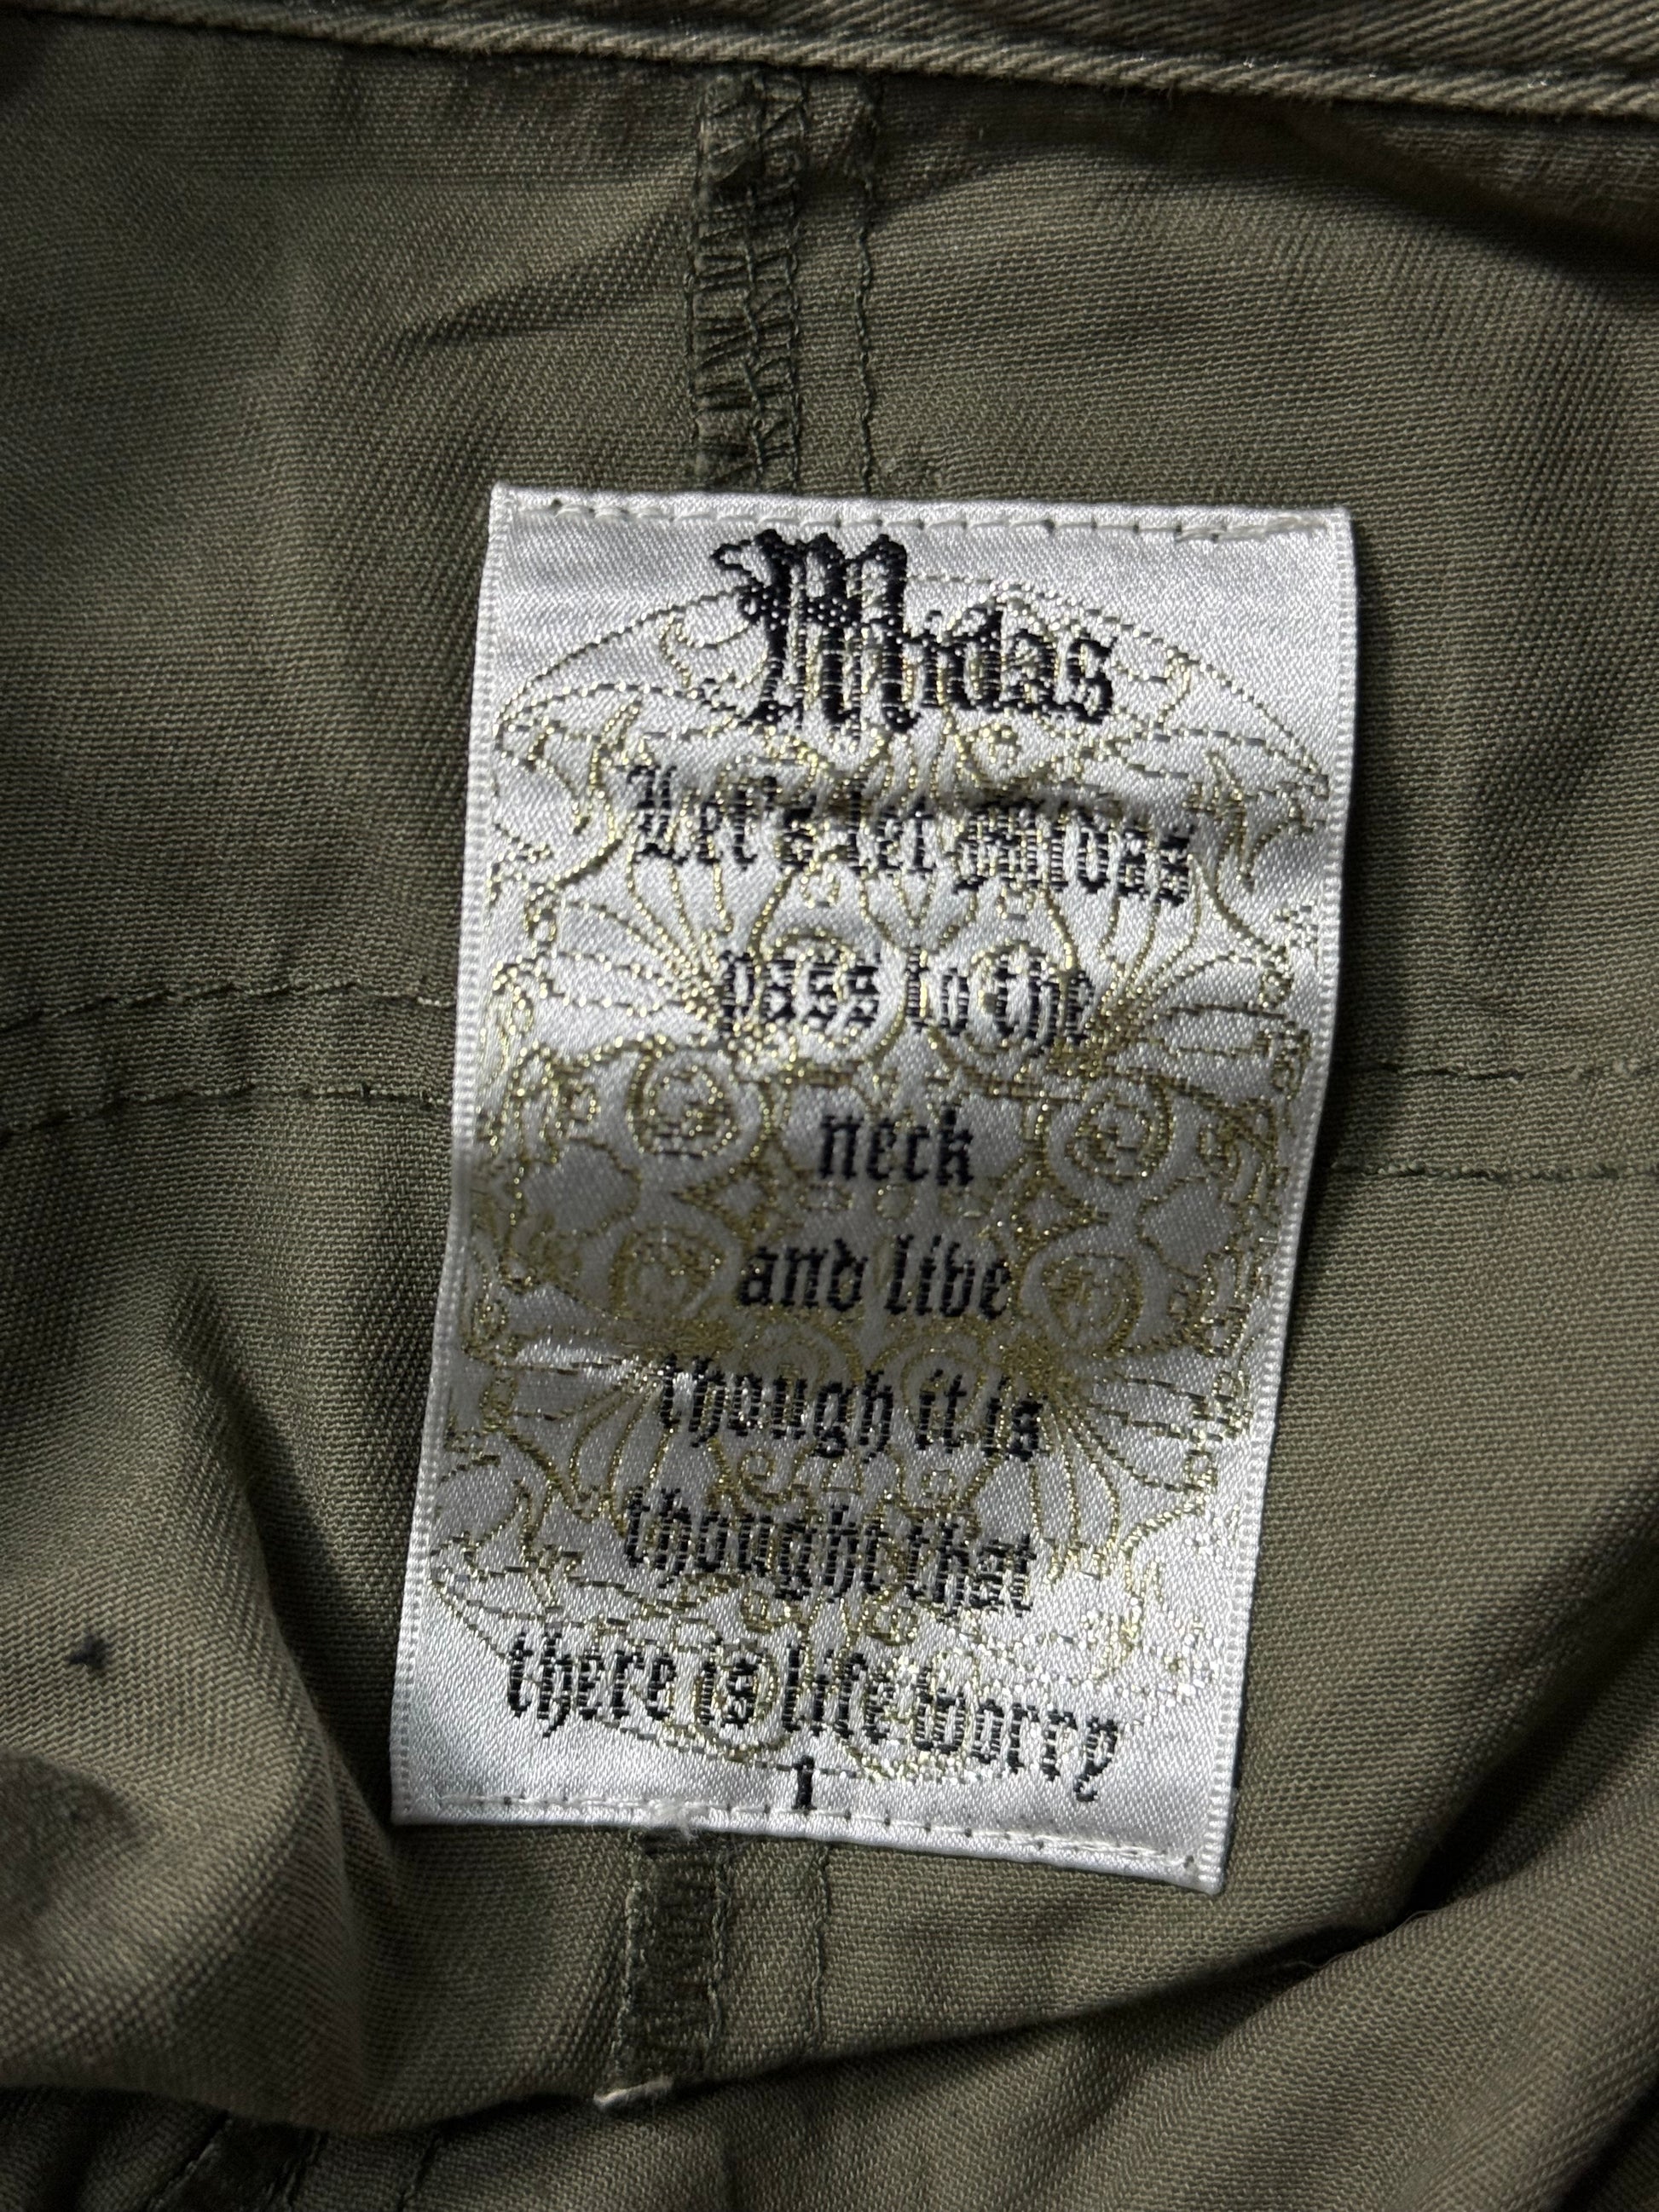 Midas
Let's let Midas
pass to the
neck
and live
though it is
thought that
there is life worry
1